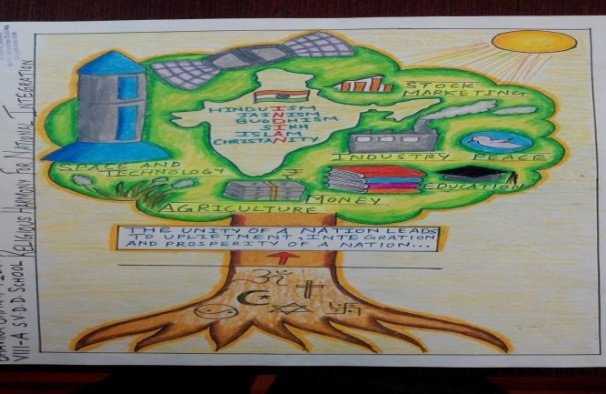 STOCK
MARKETING
HINDUISM
JAINISM
BUDDHISM
SIKH
ISLAM
CHRISTIANITY
INDUSTRY
PEACE
SPACE AND
TECHNOLOGY
EDUCATION
MONEY
AGRICULTURE
THE UNITY OF A NATION LEADS
TO UPLIFTMENT, INTEGRATION
AND PROSPERITY OF A NATION...
VIII-A S.V.D.D. SCHOOL RELIGIOUS HARMONY FOR NATIONAL INTEGRATION